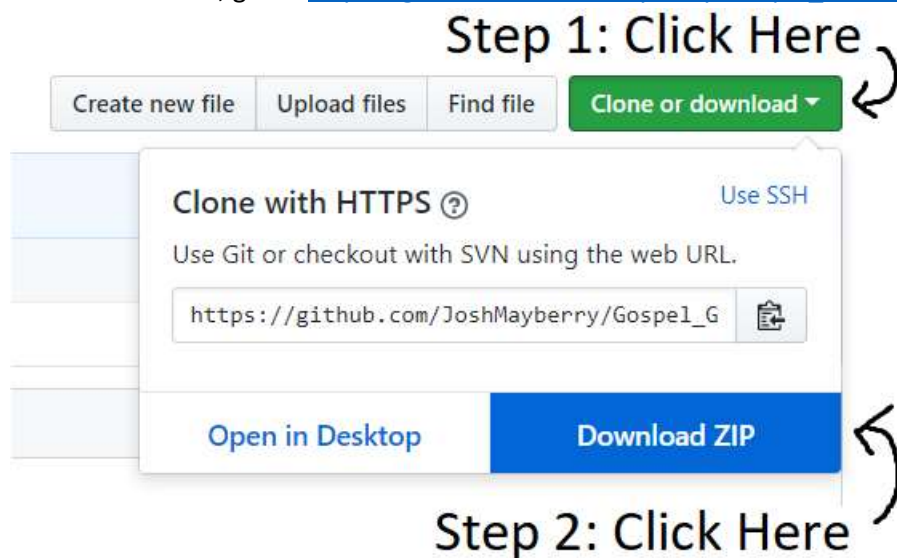 Step 1: Click Here
Create new file Upload files Find file Clone or download
Clone with HTTPS ? Use SSH
Use Git or checkout with SVN using the web URL.
https://github.com/JoshMayberry/Gospel_G
Open in Desktop Download ZIP
Step 2: Click Here